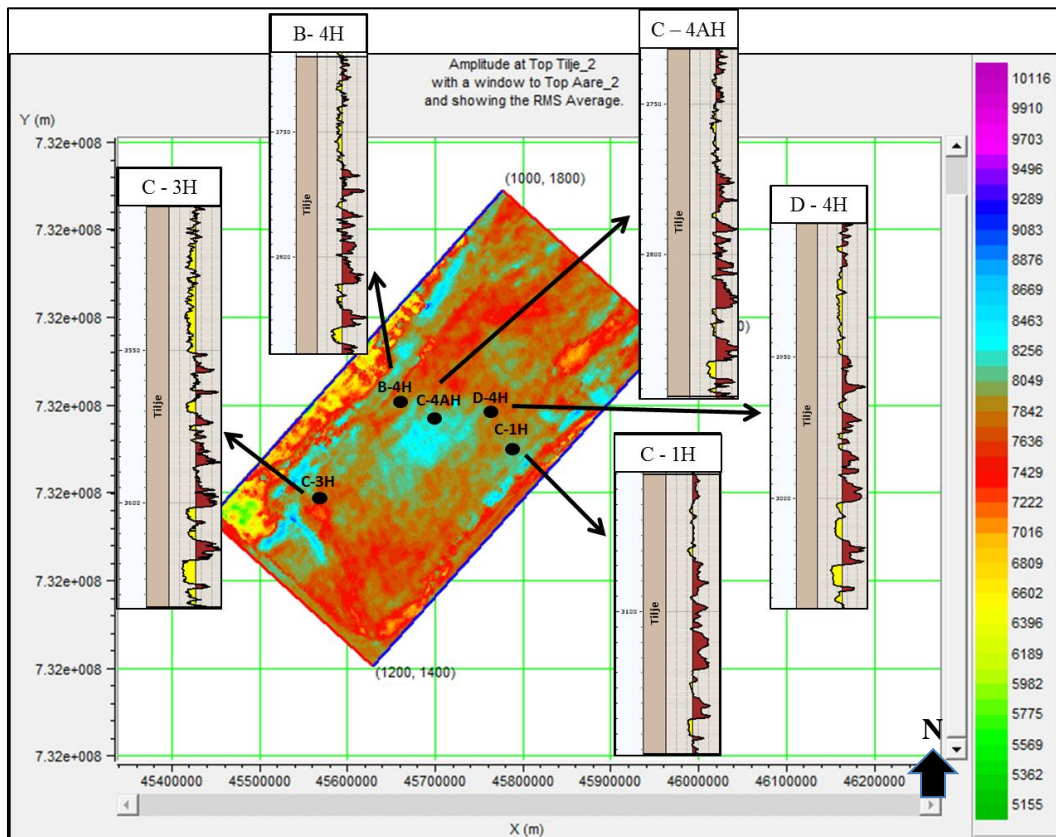 B- 4H
C – 4AH
Amplitude at Top Tilje_2
with a window to Top Aare_2
and showing the RMS Average.
Y (m)
7.32e+008
7.32e+008
7.32e+008
7.32e+008
7.32e+008
7.32e+008
7.32e+008
7.32e+008
C - 3H
Tilje
3550
3600
Tilje
2750
2800
Tilje
2750
2800
D - 4H
Tilje
2950
3000
C – 1H
Tilje
3100
(1000, 1800)
0)
B-4H
C-4AH
D-4H
C-1H
C-3H
(1200, 1400)
N
45400000
45500000
45600000
45700000
45800000
45900000
46000000
46100000
46200000
X (m)
10116
9910
9703
9496
9289
9083
8876
8669
8463
8256
8049
7842
7636
7429
7222
7016
6809
6602
6396
6189
5982
5775
5569
5362
5155